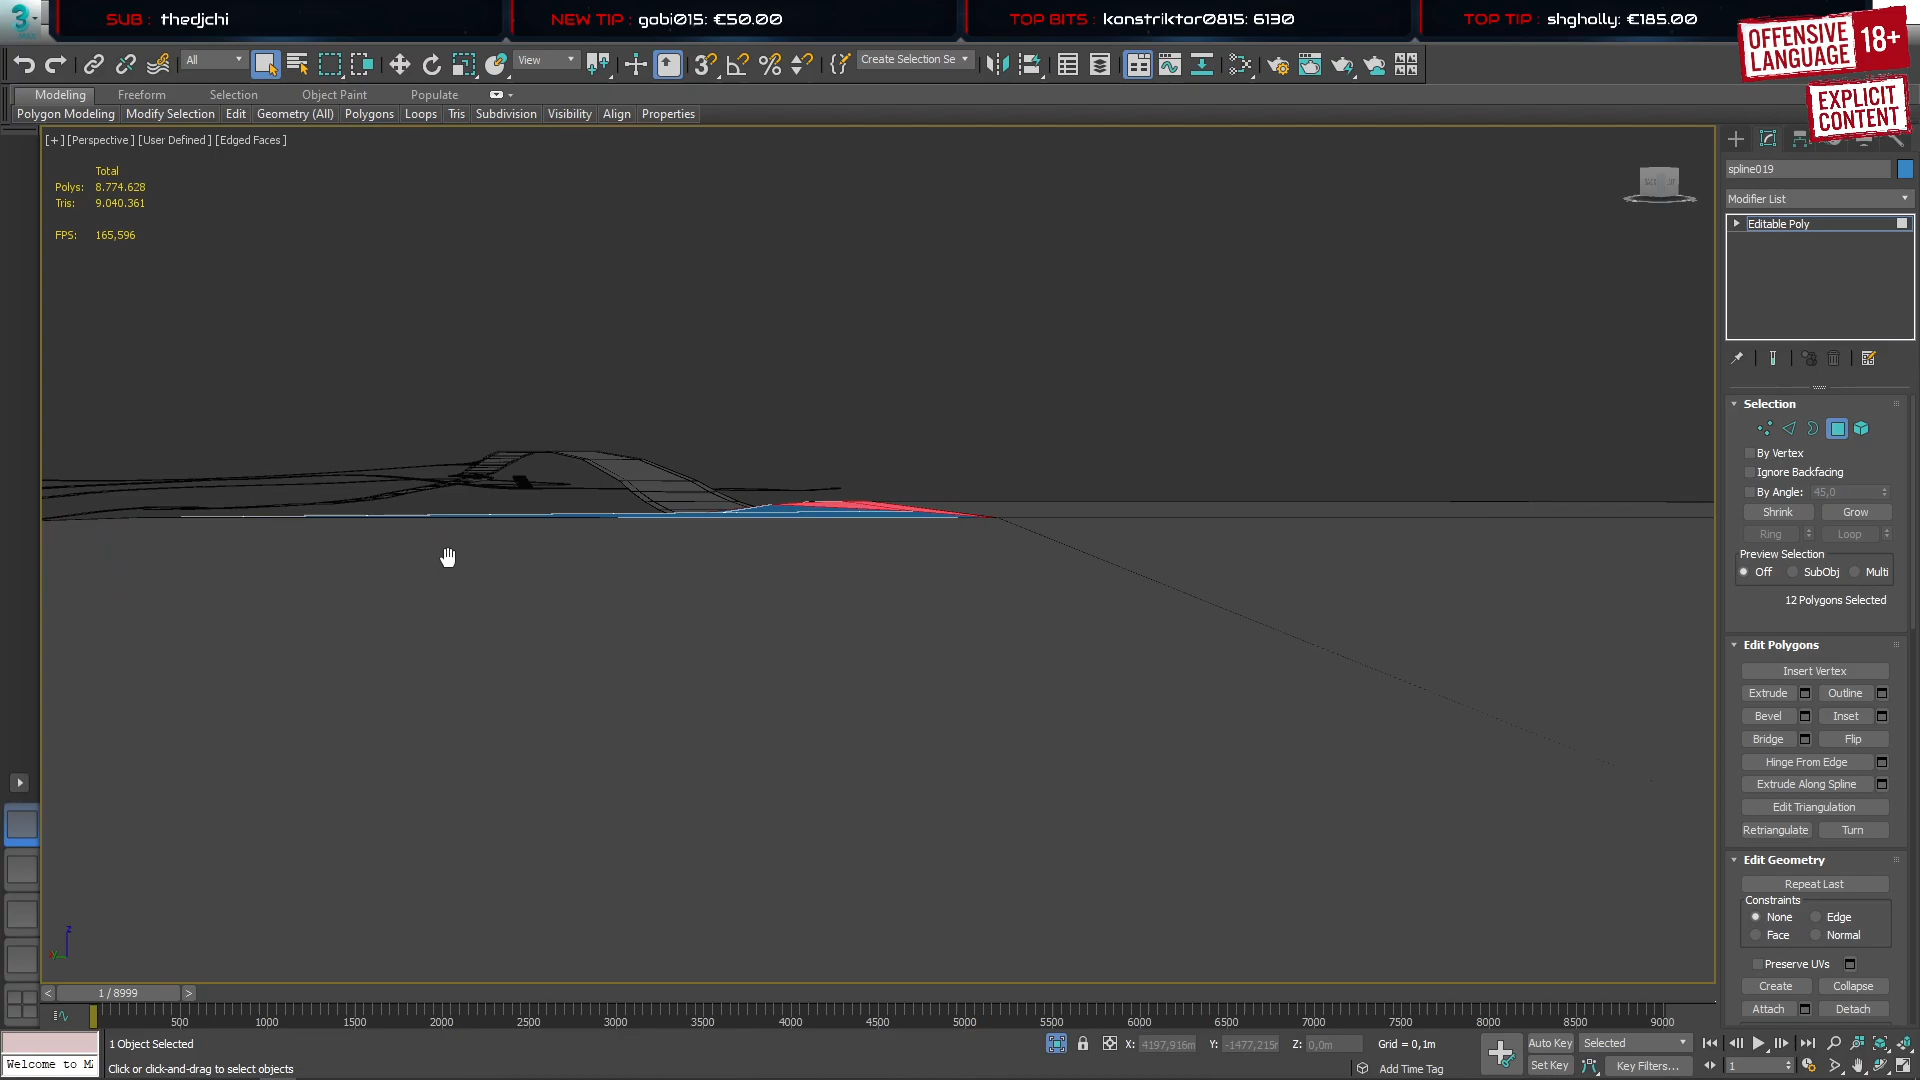 SUB : thedjchi
NEW TIP : gabi015: €50.00
TOP BITS : konstriktor0815: 6130
TOP TIP : shgholly: €185.00
OFFENSIVE LANGUAGE 18+
EXPLICIT CONTENT
3
All
View
Create Selection Se
Modeling Freeform Selection Object Paint Populate
Polygon Modeling Modify Selection Edit Geometry (All) Polygons Loops Tris Subdivision Visibility Align Properties
[+] [Perspective] [User Defined] [Edged Faces]
Total
Polys: 8.774.628
Tris: 9.040.361
FPS: 165,596
spline019
Modifier List
Editable Poly
Selection
By Vertex
Ignore Backfacing
By Angle: 45,0
Shrink Grow
Ring Loop
Preview Selection
Off SubObj Multi
12 Polygons Selected
Edit Polygons
Insert Vertex
Extrude Outline
Bevel Inset
Bridge Flip
Hinge From Edge
Extrude Along Spline
Edit Triangulation
Retriangulate Turn
Edit Geometry
Repeat Last
Constraints
None Edge
Face Normal
Preserve UVs
Create Collapse
Attach Detach
z
< 1 / 8999 >
500 1000 1500 2000 2500 3000 3500 4000 4500 5000 5500 6000 6500 7000 7500 8000 8500 9000
1 Object Selected
X: 4197,916m Y: -1477,215r Z: 0,0m Grid = 0,1m
Auto Key Selected
Welcome to M
Click or click-and-drag to select objects
Add Time Tag
Set Key Key Filters...
1